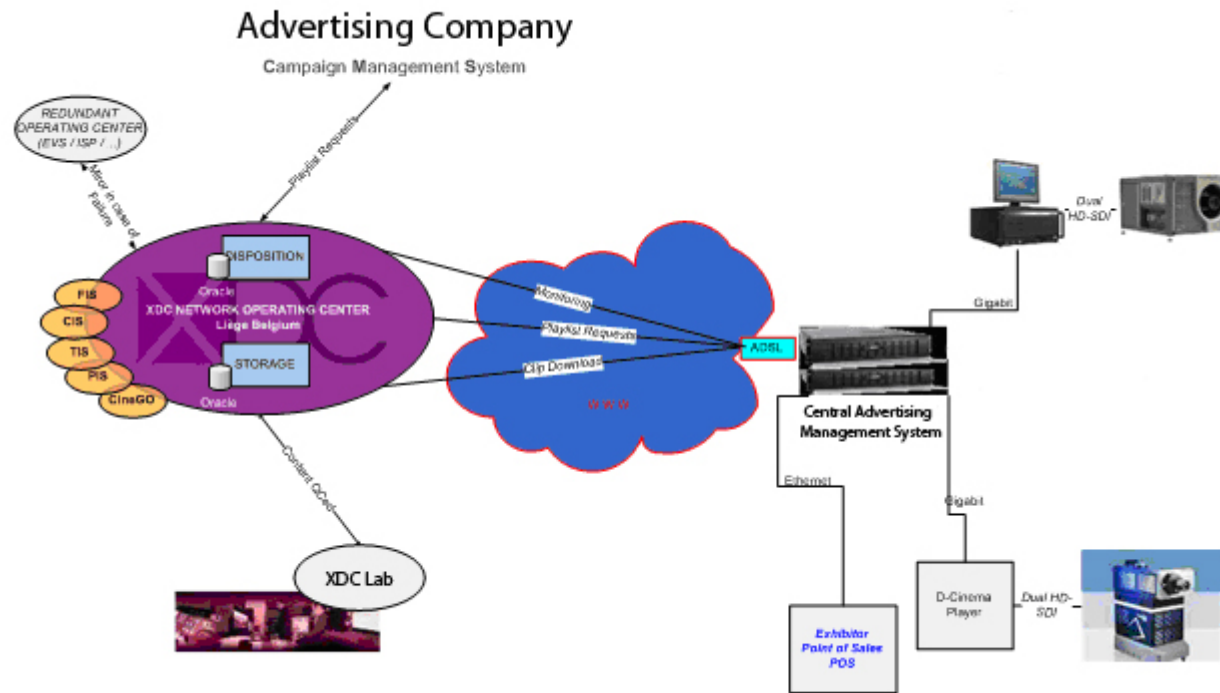 Advertising Company
Campaign Management System
REDUNDANT
OPERATING CENTER
(EVS / ISP / ...)
Playlist Requests
Mirror in case of
Failure
Dual
HD-SDI
DISPOSITION
Oracle
XDC NETWORK OPERATING CENTER
Liège Belgium
STORAGE
Oracle
FIS
CIS
TIS
PIS
CineGO
Monitoring
Playlist Requests
Clip Download
ADSL
Gigabit
Central Advertising
Management System
Content QCed
Ethernet
Gigabit
XDC Lab
D-Cinema
Player
Dual HD-
SDI
Exhibitor
Point of Sales
POS